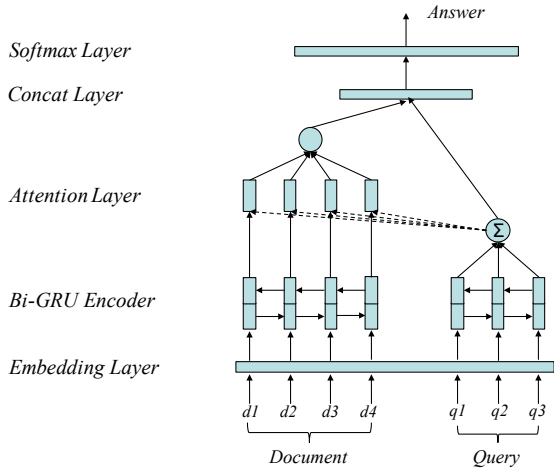 Answer
Softmax Layer
Concat Layer
Attention Layer
Σ
Bi-GRU Encoder
Embedding Layer
d1 d2 d3 d4 q1 q2 q3
Document Query